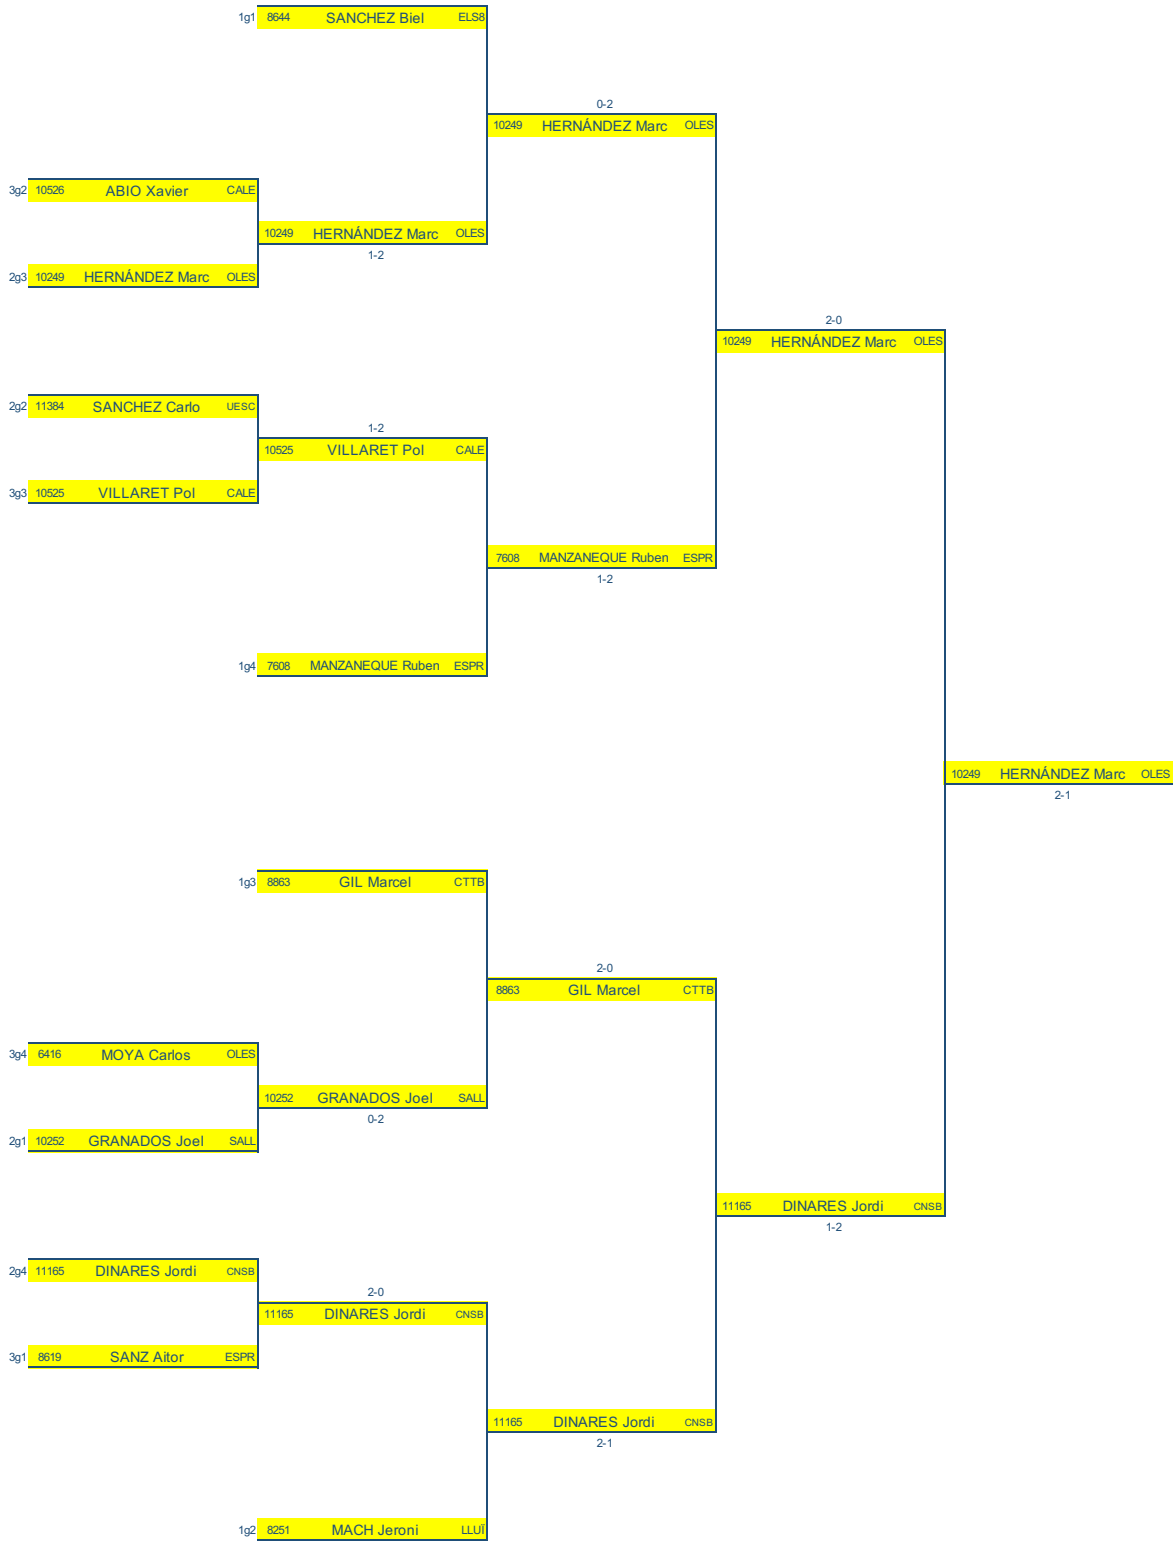 1g1 8644 SANCHEZ Biel ELS8
0-2
10249 HERNÁNDEZ Marc OLES
3g2 10526 ABIO Xavier CALE
10249 HERNÁNDEZ Marc OLES
1-2
2g3 10249 HERNÁNDEZ Marc OLES
2-0
10249 HERNÁNDEZ Marc OLES
2g2 11384 SANCHEZ Carlo UESC
1-2
10525 VILLARET Pol CALE
3g3 10525 VILLARET Pol CALE
7608 MANZANEQUE Ruben ESPR
1-2
1g4 7608 MANZANEQUE Ruben ESPR
10249 HERNÁNDEZ Marc OLES
2-1
1g3 8863 GIL Marcel CTTB
2-0
8863 GIL Marcel CTTB
3g4 6416 MOYA Carlos OLES
10252 GRANADOS Joel SALL
0-2
2g1 10252 GRANADOS Joel SALL
11165 DINARES Jordi CNSB
1-2
2g4 11165 DINARES Jordi CNSB
2-0
11165 DINARES Jordi CNSB
3g1 8619 SANZ Aitor ESPR
11165 DINARES Jordi CNSB
2-1
1g2 8251 MACH Jeroni LLUÏ